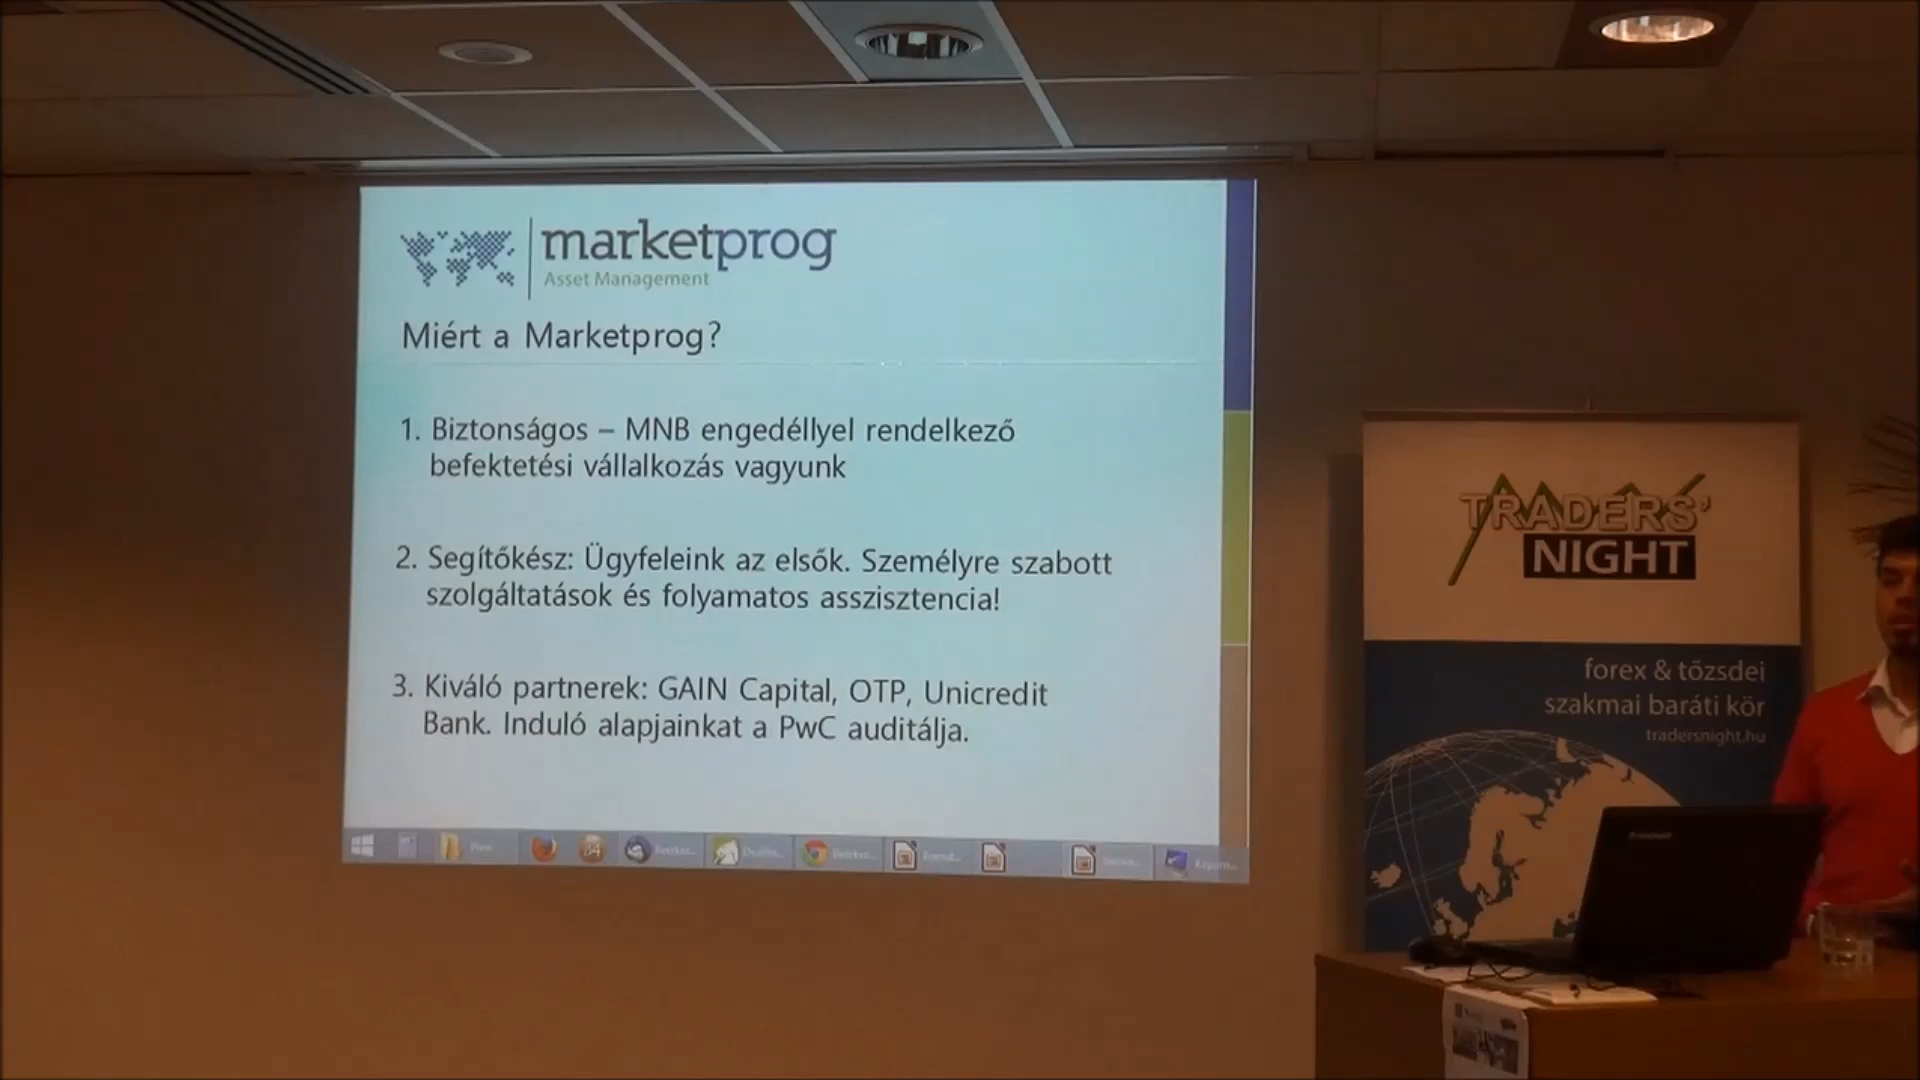 marketprog
Asset Management
Miért a Marketprog?
1. Biztonságos – MNB engedéllyel rendelkező
befektetési vállalkozás vagyunk
2. Segítőkész: Ügyfeleink az elsők. Személyre szabott
szolgáltatások és folyamatos asszisztencia!
3. Kiváló partnerek: GAIN Capital, OTP, Unicredit
Bank. Induló alapjainkat a PwC auditálja.
TRADERS'
NIGHT
forex & tőzsdei
szakmai baráti kör
tradersnight.hu